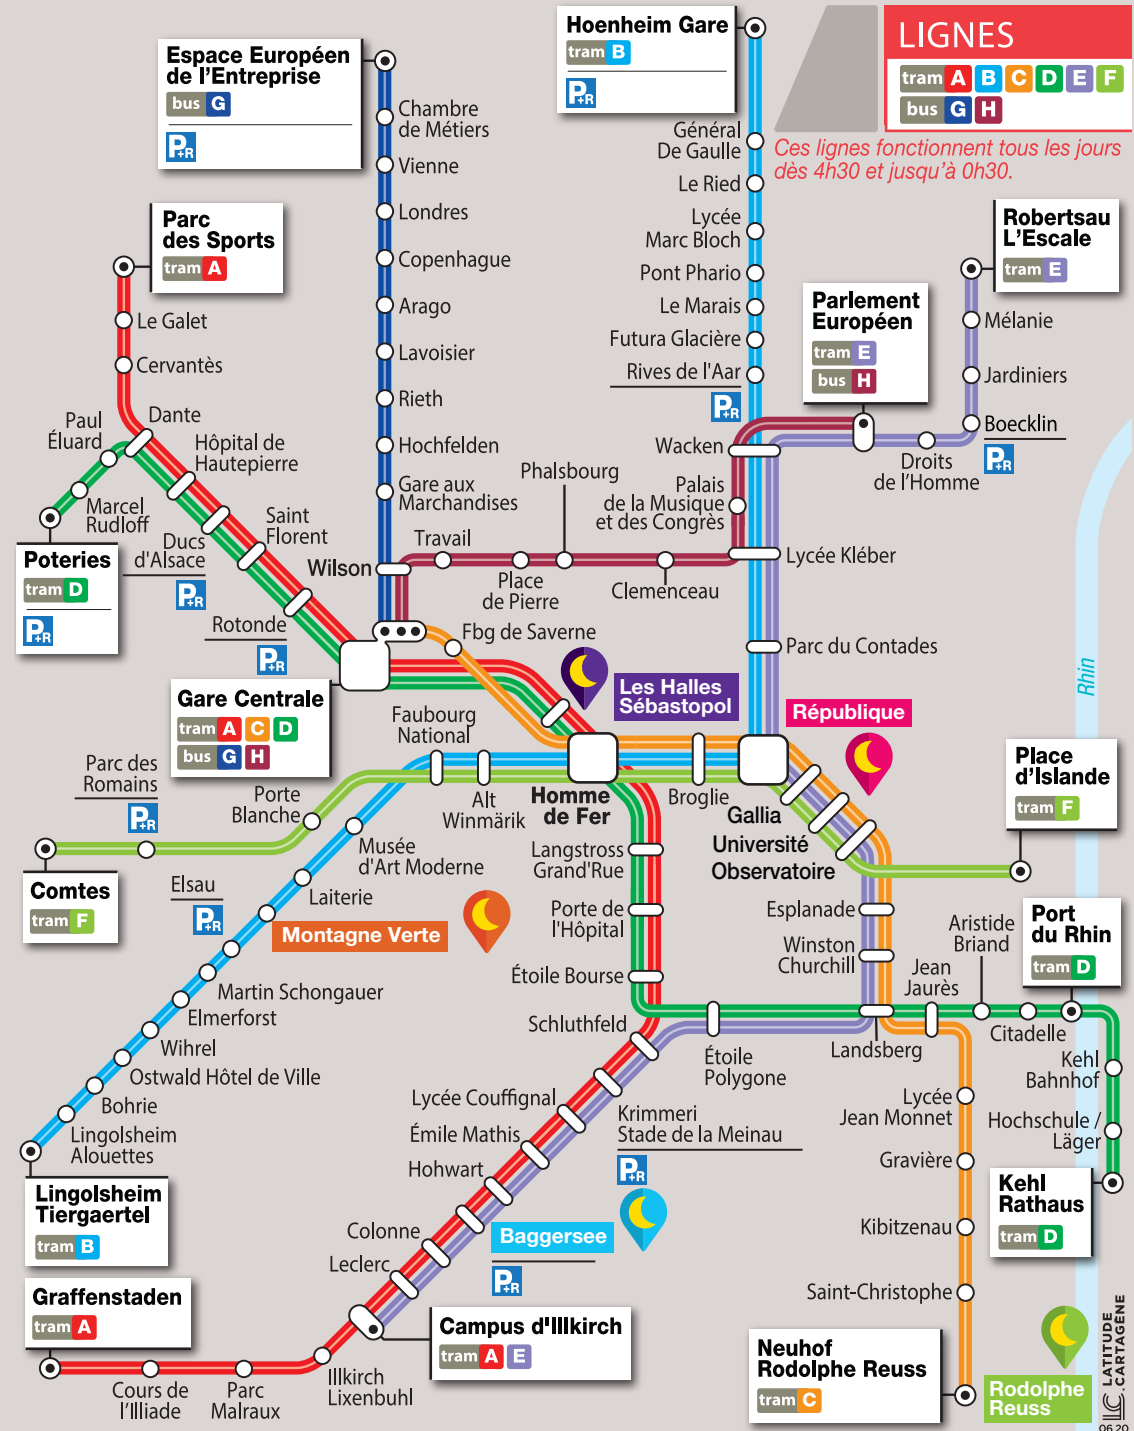 LIGNES
tram A B C D E F
bus G H
Ces lignes fonctionnent tous les jours
dès 4h30 et jusqu'à 0h30.
Espace Européen
de l'Entreprise
bus G
P+R
Chambre
de Métiers
Vienne
Londres
Copenhague
Arago
Lavoisier
Rieth
Hochfelden
Gare aux
Marchandises
Wilson
Hoenheim Gare
tram B
P+R
Général
De Gaulle
Le Ried
Lycée
Marc Bloch
Pont Phario
Le Marais
Futura Glacière
Rives de l'Aar
P+R
Wacken
Palais
de la Musique
et des Congrès
Lycée Kléber
Parc du Contades
Parlement
Européen
tram E
bus H
Robertsau
L'Escale
tram E
Mélanie
Jardiniers
Boecklin
P+R
Droits
de l'Homme
Parc
des Sports
tram A
Le Galet
Cervantès
Dante
Paul
Éluard
Marcel
Rudloff
Poteries
tram D
P+R
Hôpital de
Hautepierre
Ducs
d'Alsace
P+R
Saint
Florent
Rotonde
P+R
Travail
Place
de Pierre
Phalsbourg
Clemenceau
Fbg de Saverne
Gare Centrale
tram A C D
bus G H
Les Halles
Sébastopol
République
Rhin
Faubourg
National
Alt
Winmärik
Homme
de Fer
Broglie
Gallia
Université
Observatoire
Place
d'Islande
tram F
Parc des
Romains
P+R
Porte
Blanche
Comtes
tram F
Musée
d'Art Moderne
Laiterie
Montagne Verte
Elsau
P+R
Martin Schongauer
Elmerforst
Wihrel
Ostwald Hôtel de Ville
Bohrie
Lingolsheim
Alouettes
Lingolsheim
Tiergaertel
tram B
Langstross
Grand'Rue
Porte de
l'Hôpital
Étoile Bourse
Schluthfeld
Esplanade
Winston
Churchill
Landsberg
Étoile
Polygone
Jean
Jaurès
Aristide
Briand
Citadelle
Port
du Rhin
tram D
Kehl
Bahnhof
Hochschule /
Läger
Kehl
Rathaus
tram D
Lycée
Jean Monnet
Gravière
Kibitzenau
Saint-Christophe
Neuhof
Rodolphe Reuss
tram C
Rodolphe
Reuss
Krimmeri
Stade de la Meinau
P+R
Lycée Couffignal
Émile Mathis
Hohwart
Baggersee
P+R
Colonne
Leclerc
Campus d'Illkirch
tram A E
Illkirch
Lixenbuhl
Parc
Malraux
Cours de
l'Illiade
Graffenstaden
tram A
LATITUDE
.CARTAGÈNE
06 20